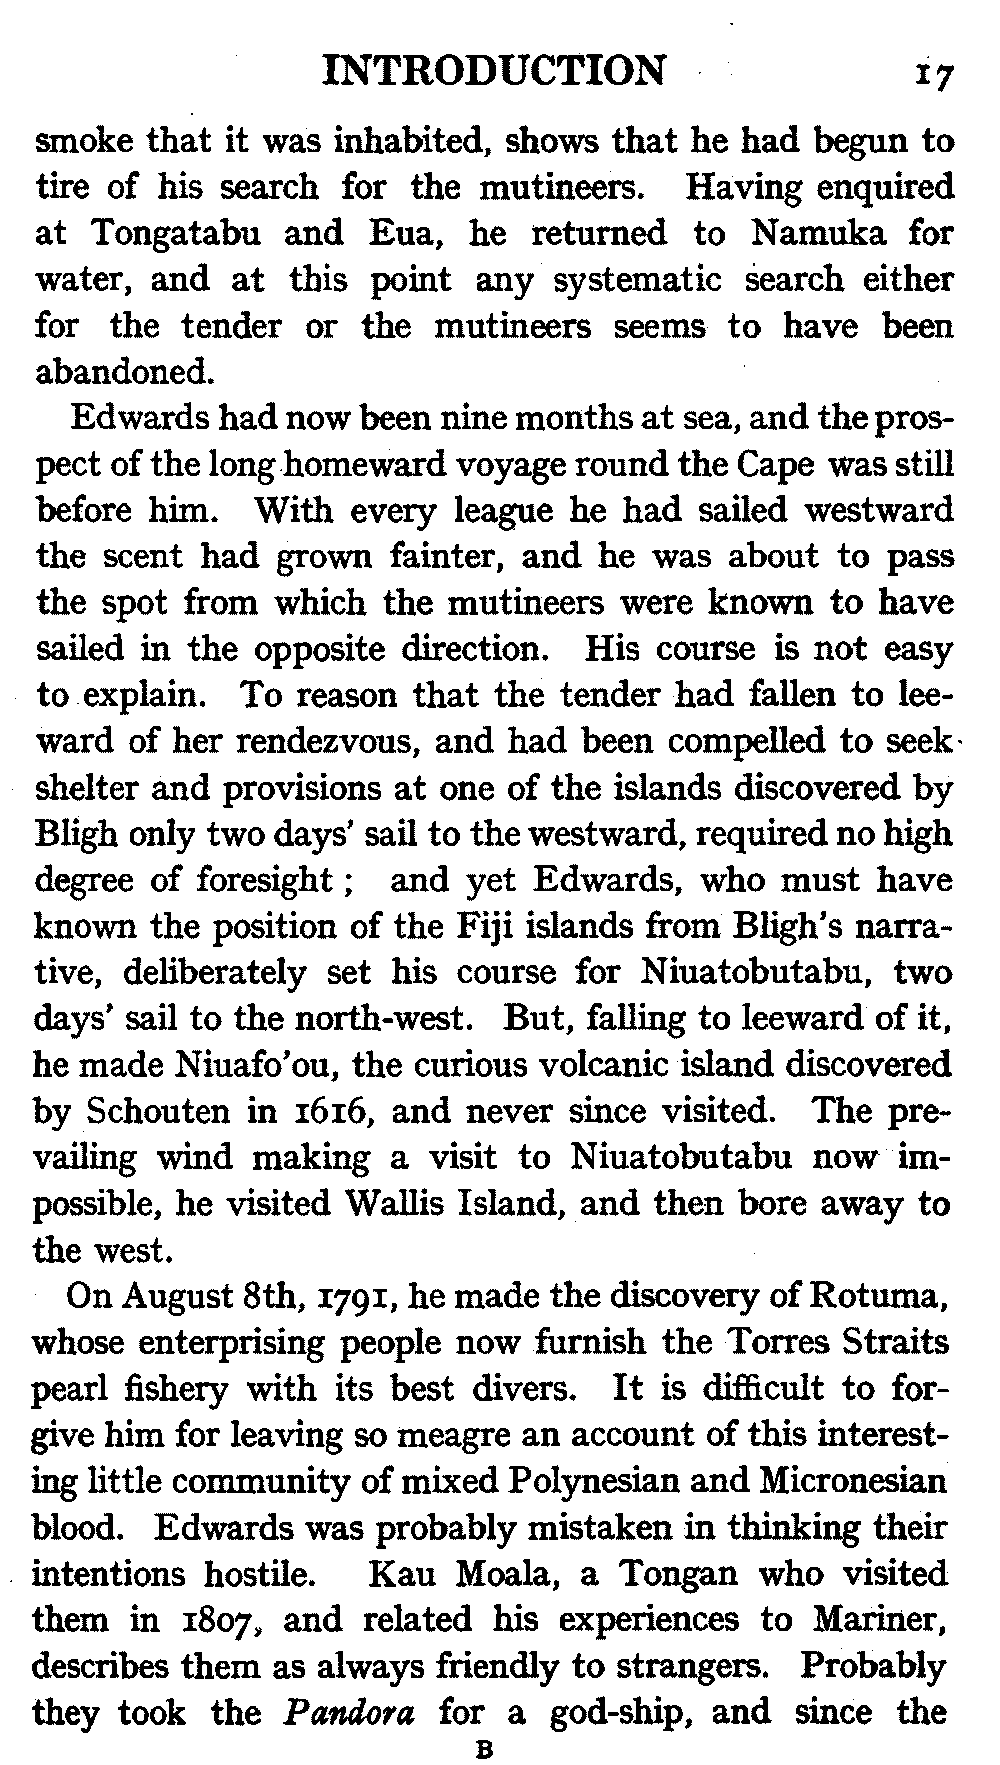 INTRODUCTION 17
smoke that it was inhabited, shows that he had begun to
tire of his search for the mutineers. Having enquired
at Tongatabu and Eua, he returned to Namuka for
water, and at this point any systematic search either
for the tender or the mutineers seems to have been
abandoned.
Edwards had now been nine months at sea, and the pros-
pect of the long homeward voyage round the Cape was still
before him. With every league he had sailed westward
the scent had grown fainter, and he was about to pass
the spot from which the mutineers were known to have
sailed in the opposite direction. His course is not easy
to explain. To reason that the tender had fallen to lee-
ward of her rendezvous, and had been compelled to seek
shelter and provisions at one of the islands discovered by
Bligh only two days' sail to the westward, required no high
degree of foresight ; and yet Edwards, who must have
known the position of the Fiji islands from Bligh's narra-
tive, deliberately set his course for Niuatobutabu, two
days' sail to the north-west. But, falling to leeward of it,
he made Niuafo'ou, the curious volcanic island discovered
by Schouten in 1616, and never since visited. The pre-
vailing wind making a visit to Niuatobutabu now im-
possible, he visited Wallis Island, and then bore away to
the west.
On August 8th, 1791, he made the discovery of Rotuma,
whose enterprising people now furnish the Torres Straits
pearl fishery with its best divers. It is difficult to for-
give him for leaving so meagre an account of this interest-
ing little community of mixed Polynesian and Micronesian
blood. Edwards was probably mistaken in thinking their
intentions hostile. Kau Moala, a Tongan who visited
them in 1807, and related his experiences to Mariner,
describes them as always friendly to strangers. Probably
they took the Pandora for a god-ship, and since the
B